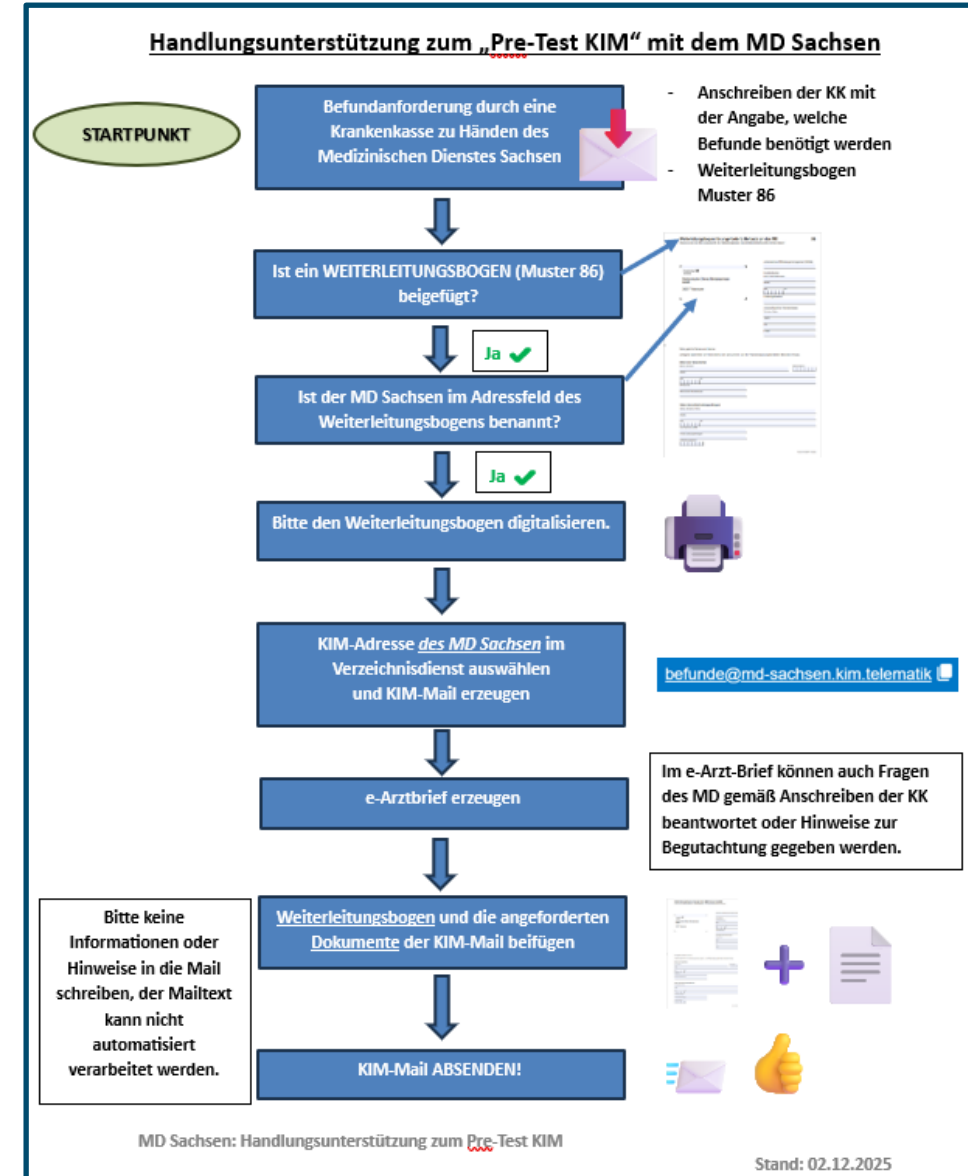 Handlungsunterstützung zum „Pre-Test KIM“ mit dem MD Sachsen
STARTPUNKT
Befundanforderung durch eine
Krankenkasse zu Händen des
Medizinischen Dienstes Sachsen
- Anschreiben der KK mit
der Angabe, welche
Befunde benötigt werden
- Weiterleitungsbogen
Muster 86
Ist ein WEITERLEITUNGSBOGEN (Muster 86)
beigefügt?
Ja ✔
Ist der MD Sachsen im Adressfeld des
Weiterleitungsbogens benannt?
Ja ✔
Bitte den Weiterleitungsbogen digitalisieren.
KIM-Adresse des MD Sachsen im
Verzeichnisdienst auswählen
und KIM-Mail erzeugen
befunde@md-sachsen.kim.telematik
e-Arztbrief erzeugen
Im e-Arzt-Brief können auch Fragen
des MD gemäß Anschreiben der KK
beantwortet oder Hinweise zur
Begutachtung gegeben werden.
Weiterleitungsbogen und die angeforderten
Dokumente der KIM-Mail beifügen
Bitte keine
Informationen oder
Hinweise in die Mail
schreiben, der Mailtext
kann nicht
automatisiert
verarbeitet werden.
KIM-Mail ABSENDEN!
MD Sachsen: Handlungsunterstützung zum Pre-Test KIM
Stand: 02.12.2025